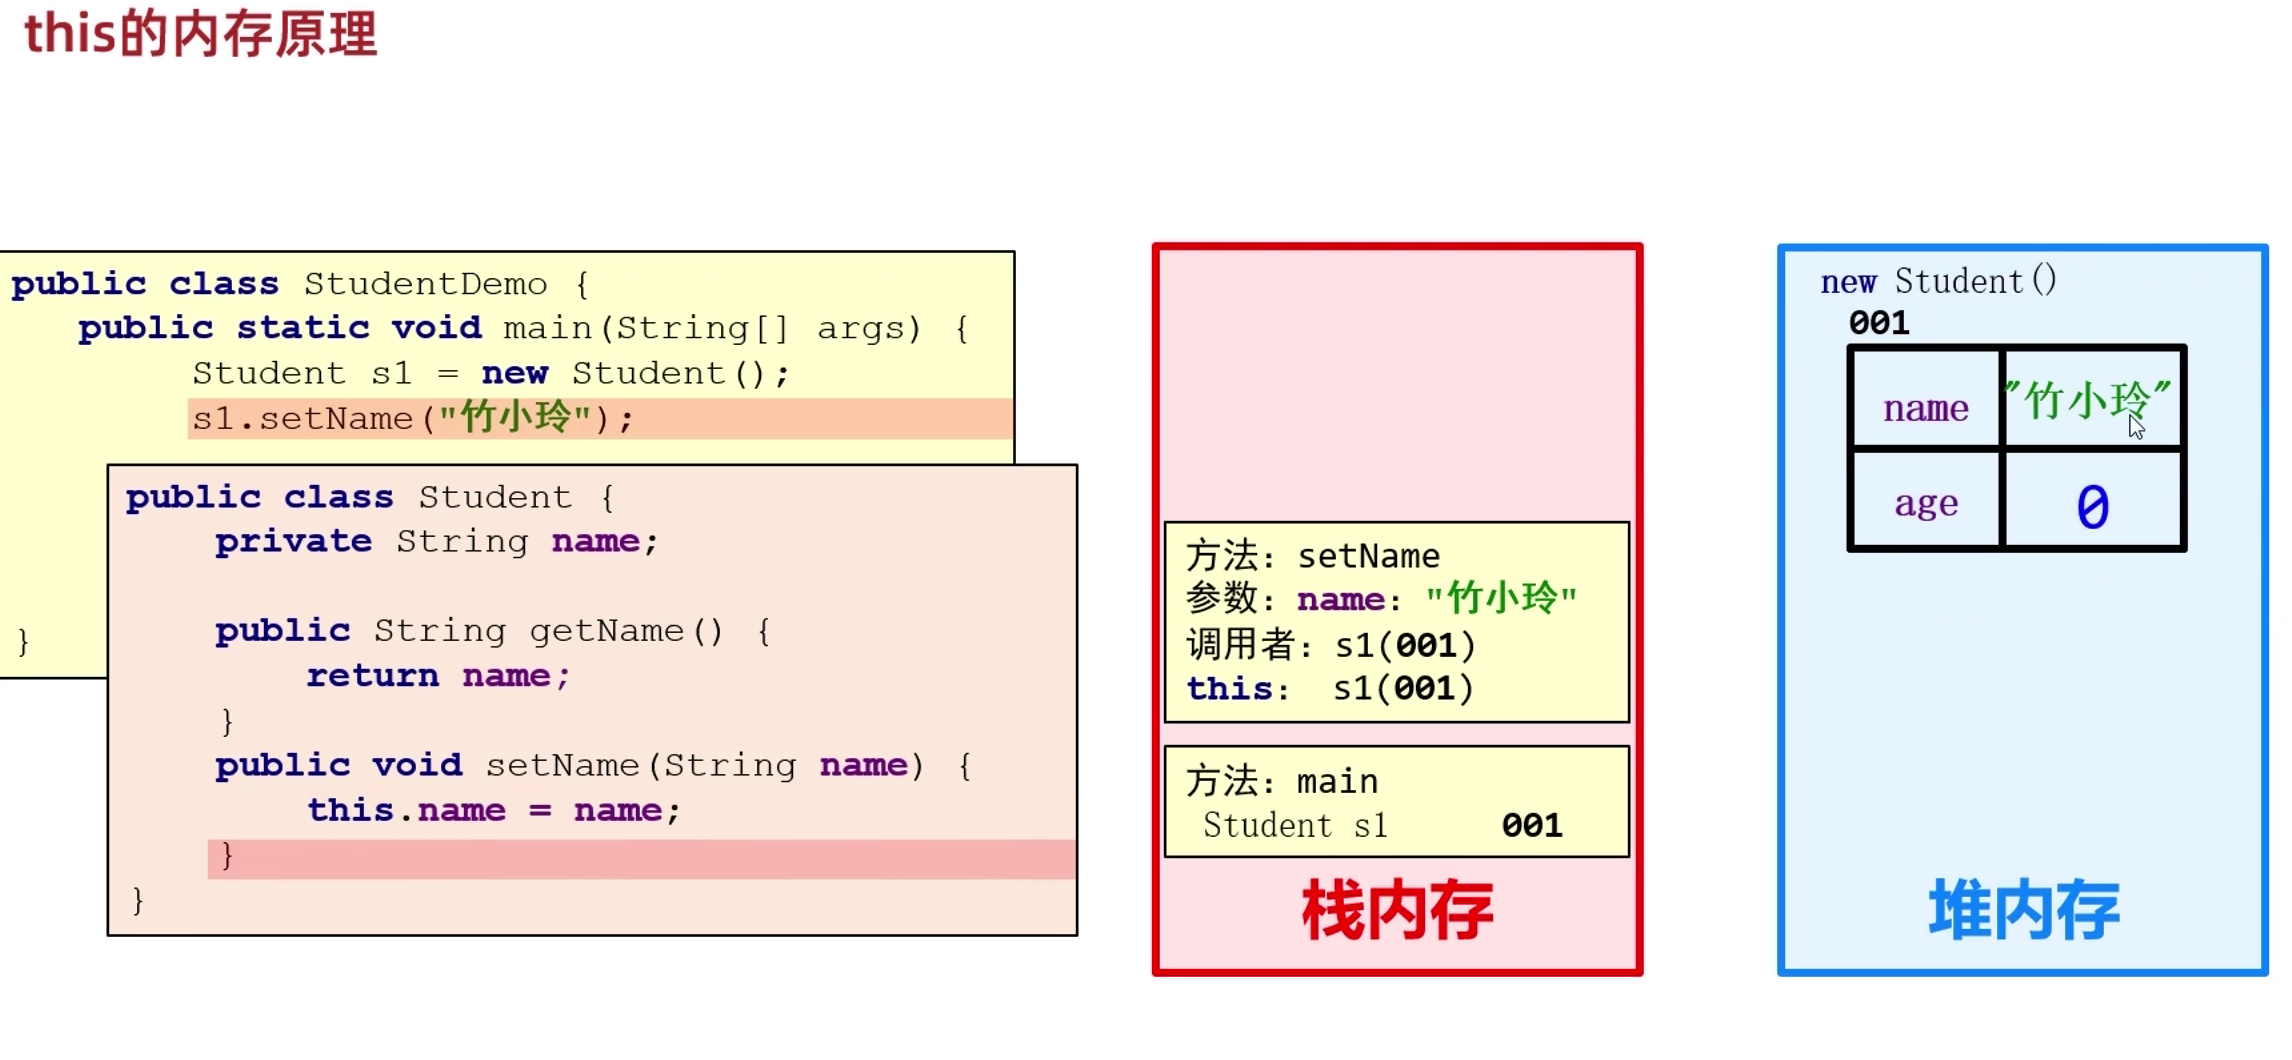 this的内存原理
public class StudentDemo {
public static void main(String[] args) {
Student s1 = new Student();
s1.setName("竹小玲");
}
public class Student {
private String name;
public String getName() {
return name;
}
public void setName(String name) {
this.name = name;
}
}
方法：setName
参数：name："竹小玲"
调用者：s1(001)
this： s1(001)
方法：main
Student s1 001
栈内存
new Student()
001
name "竹小玲"
age 0
堆内存